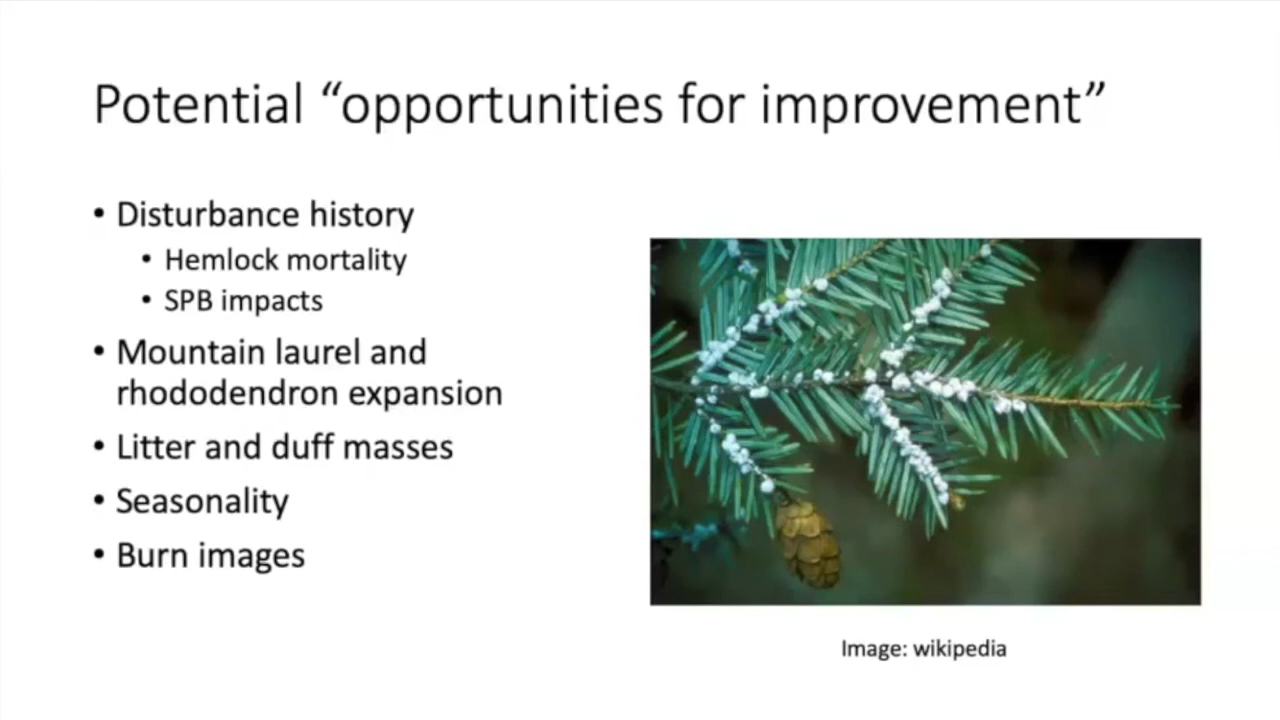 Potential “opportunities for improvement”
• Disturbance history
• Hemlock mortality
• SPB impacts
• Mountain laurel and
rhododendron expansion
• Litter and duff masses
• Seasonality
• Burn images
Image: wikipedia